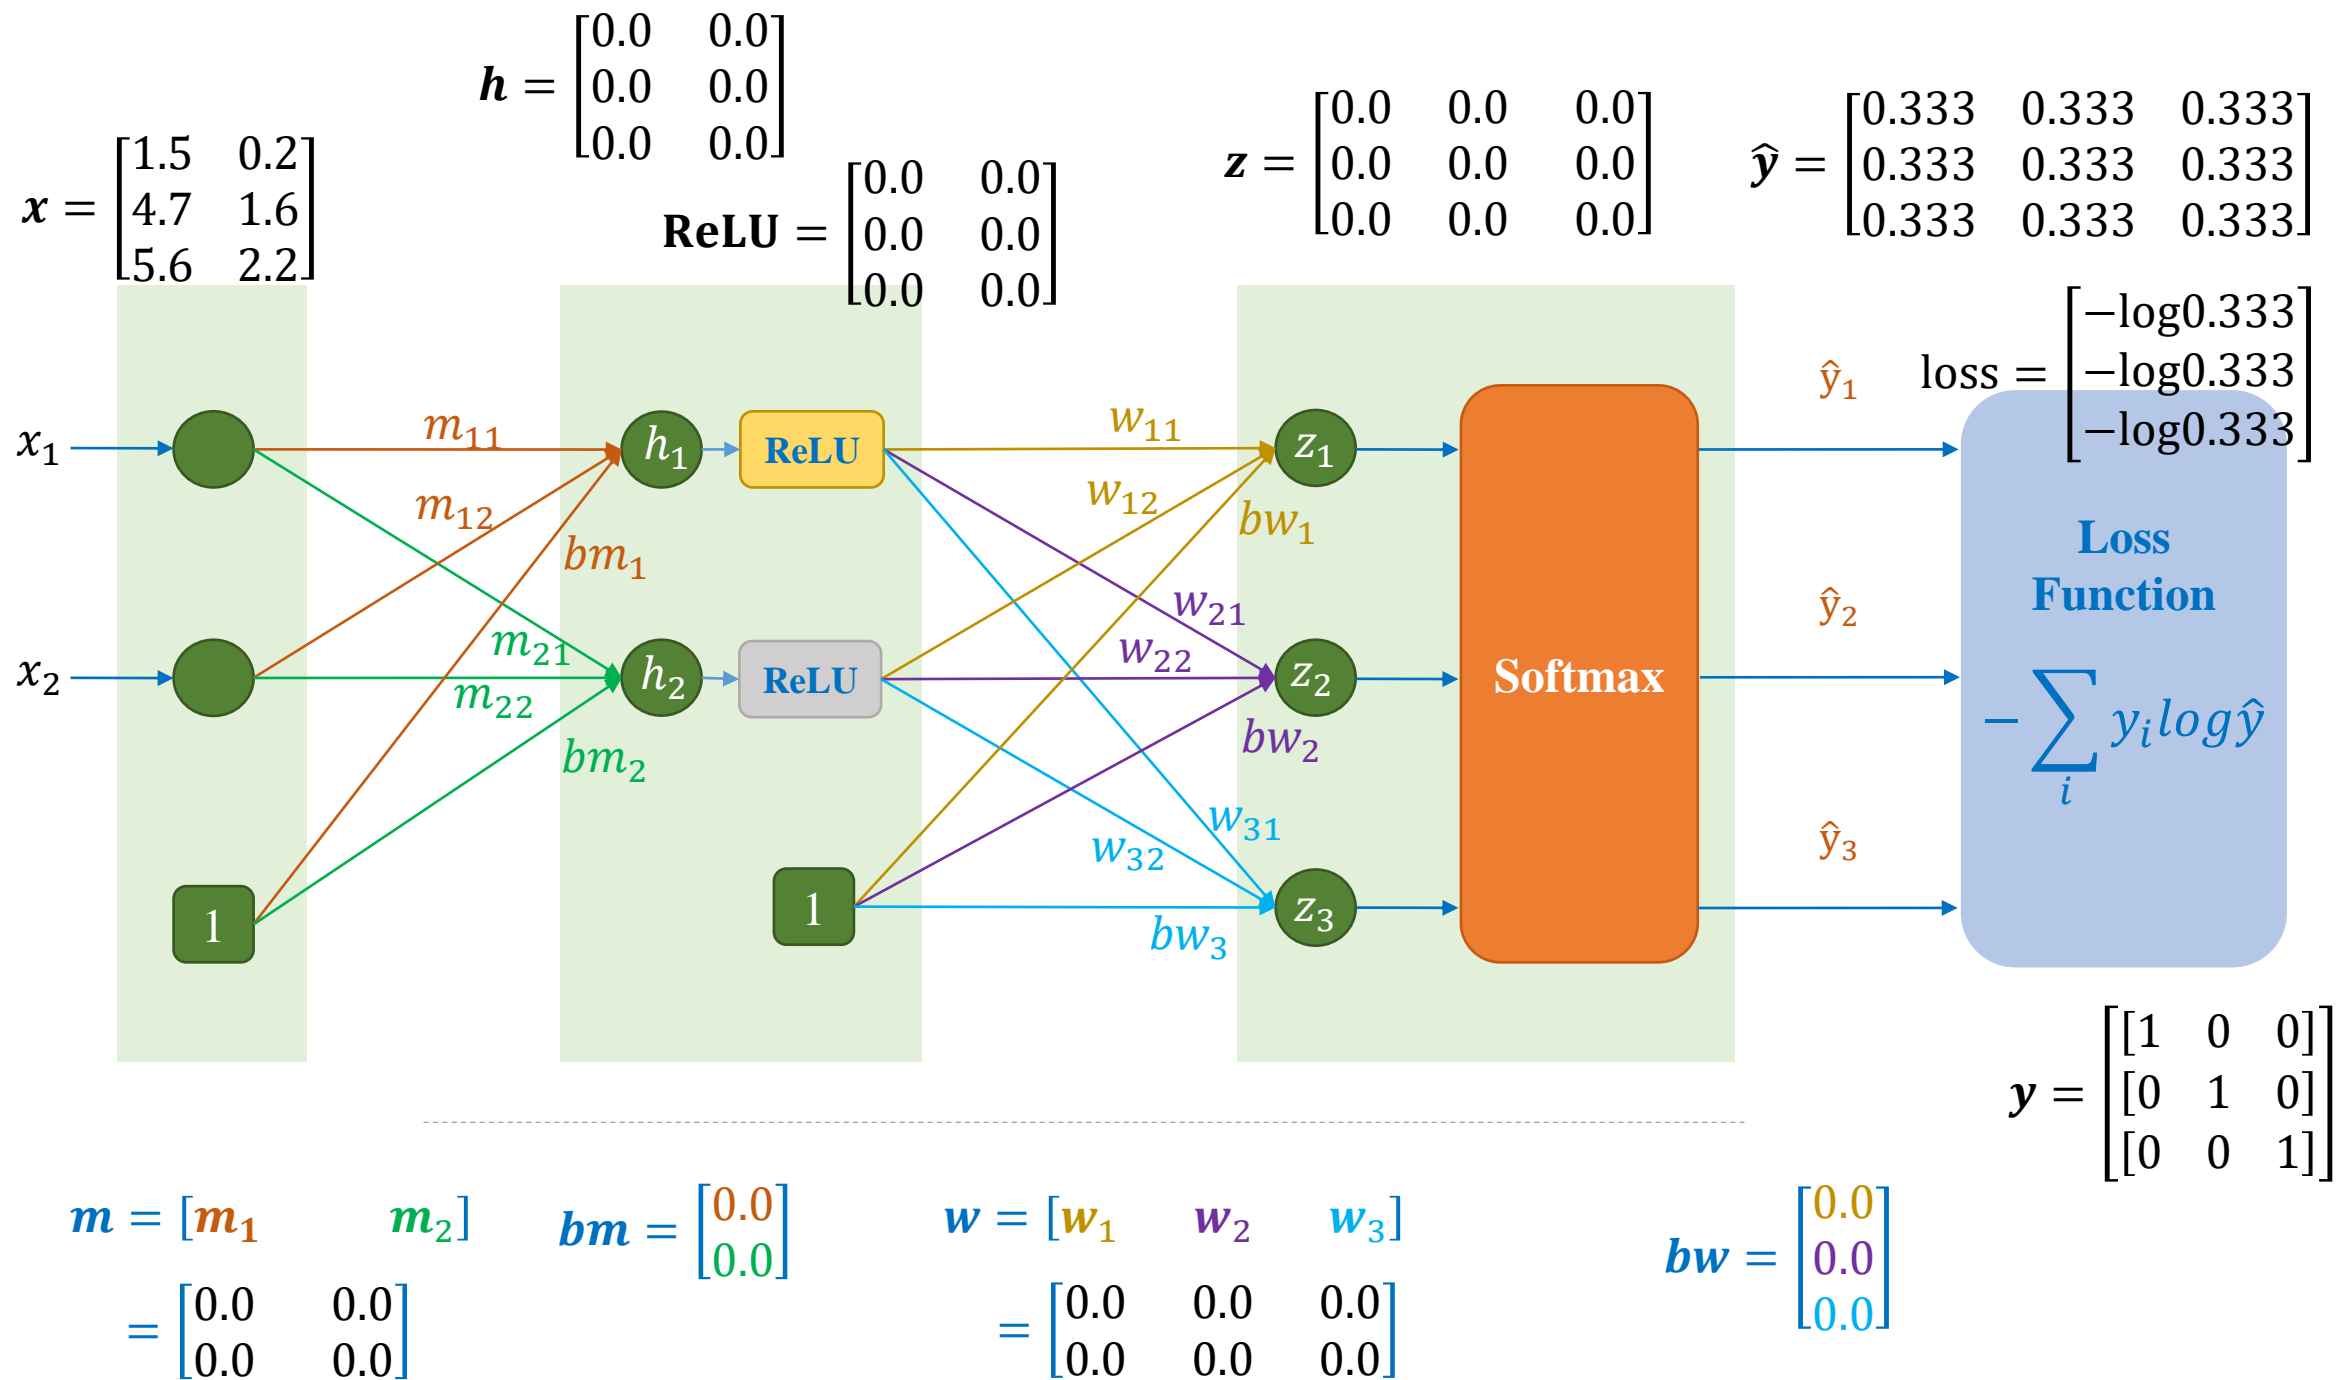 h = [0.0 0.0
0.0 0.0
0.0 0.0]
x = [1.5 0.2
4.7 1.6
5.6 2.2]
ReLU = [0.0 0.0
0.0 0.0
0.0 0.0]
z = [0.0 0.0 0.0
0.0 0.0 0.0
0.0 0.0 0.0]
ŷ = [0.333 0.333 0.333
0.333 0.333 0.333
0.333 0.333 0.333]
loss = [−log0.333
−log0.333
−log0.333]
x₁
x₂
1
m₁₁
m₁₂
bm₁
m₂₁
m₂₂
bm₂
h₁
ReLU
h₂
ReLU
1
w₁₁
w₁₂
bw₁
w₂₁
w₂₂
bw₂
w₃₁
w₃₂
bw₃
z₁
z₂
z₃
Softmax
ŷ₁
ŷ₂
ŷ₃
Loss
Function
− ∑ᵢ yᵢlogŷ
y = [[1 0 0]
[0 1 0]
[0 0 1]]
m = [m₁ m₂]
= [0.0 0.0
0.0 0.0]
bm = [0.0
0.0]
w = [w₁ w₂ w₃]
= [0.0 0.0 0.0
0.0 0.0 0.0]
bw = [0.0
0.0
0.0]